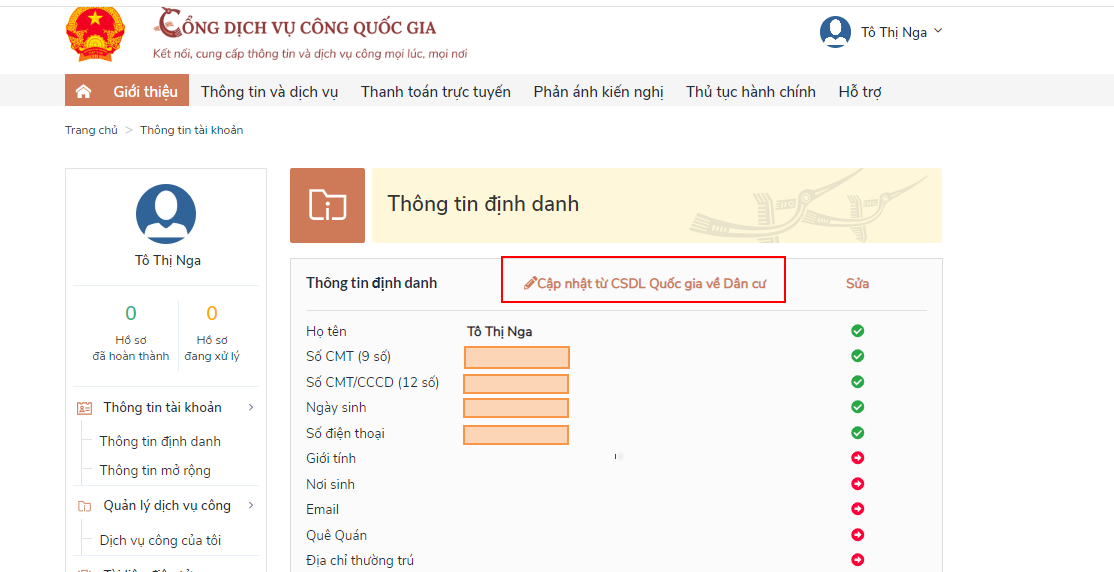 CỔNG DỊCH VỤ CÔNG QUỐC GIA
Kết nối, cung cấp thông tin và dịch vụ công mọi lúc, mọi nơi
Tô Thị Nga
Giới thiệu Thông tin và dịch vụ Thanh toán trực tuyến Phản ánh kiến nghị Thủ tục hành chính Hỗ trợ
Trang chủ > Thông tin tài khoản
Tô Thị Nga
0 0
Hồ sơ đã hoàn thành
Hồ sơ đang xử lý
Thông tin tài khoản
Thông tin định danh
Thông tin mở rộng
Quản lý dịch vụ công
Dịch vụ công của tôi
Thông tin định danh
Thông tin định danh Cập nhật từ CSDL Quốc gia về Dân cư Sửa
Họ tên Tô Thị Nga
Số CMT (9 số)
Số CMT/CCCD (12 số)
Ngày sinh
Số điện thoại
Giới tính
Nơi sinh
Email
Quê Quán
Địa chỉ thường trú